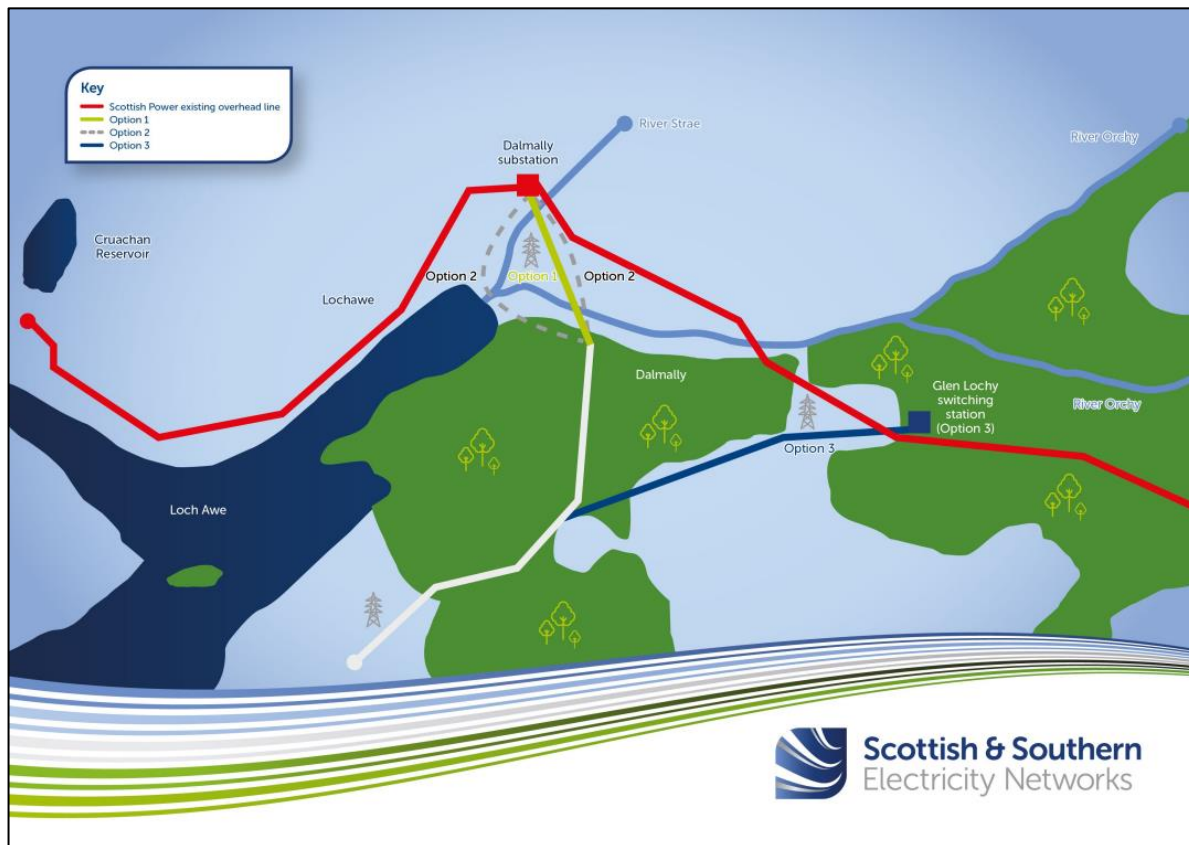 Key
Scottish Power existing overhead line
Option 1
Option 2
Option 3
River Strae
River Orchy
Dalmally
substation
Cruachan
Reservoir
Option 2
Option 1
Option 2
Lochawe
Dalmally
Glen Lochy
switching
station
(Option 3)
River Orchy
Option 3
Loch Awe
Scottish & Southern
Electricity Networks